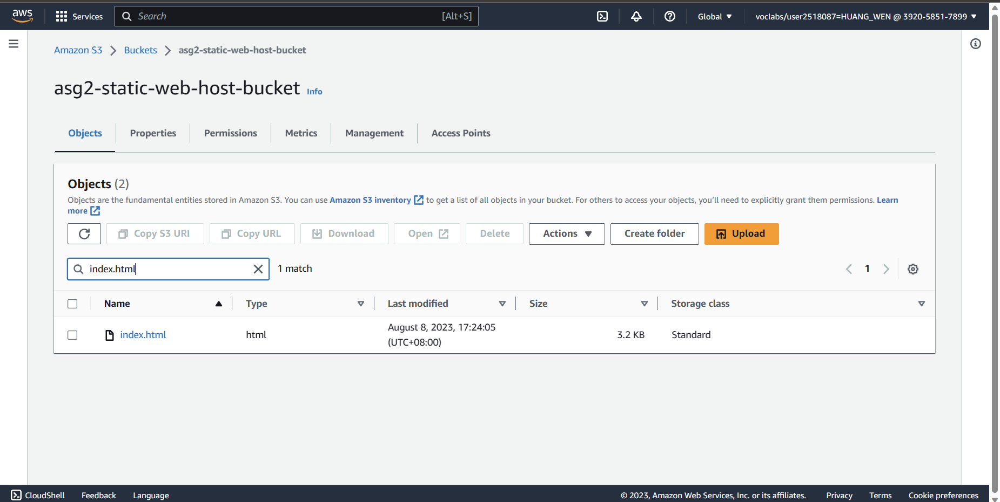 aws Services Search [Alt+S] Global voclabs/user2518087=HUANG_WEN @ 3920-5851-7899
Amazon S3 Buckets asg2-static-web-host-bucket
asg2-static-web-host-bucket Info
Objects Properties Permissions Metrics Management Access Points
Objects (2)
Objects are the fundamental entities stored in Amazon S3. You can use Amazon S3 inventory to get a list of all objects in your bucket. For others to access your objects, you'll need to explicitly grant them permissions. Learn
more
Copy S3 URI Copy URL Download Open Delete Actions Create folder Upload
index.html 1 match 1
Name Type Last modified Size Storage class
index.html html August 8, 2023, 17:24:05 3.2 KB Standard
(UTC+08:00)
CloudShell Feedback Language © 2023, Amazon Web Services, Inc. or its affiliates. Privacy Terms Cookie preferences